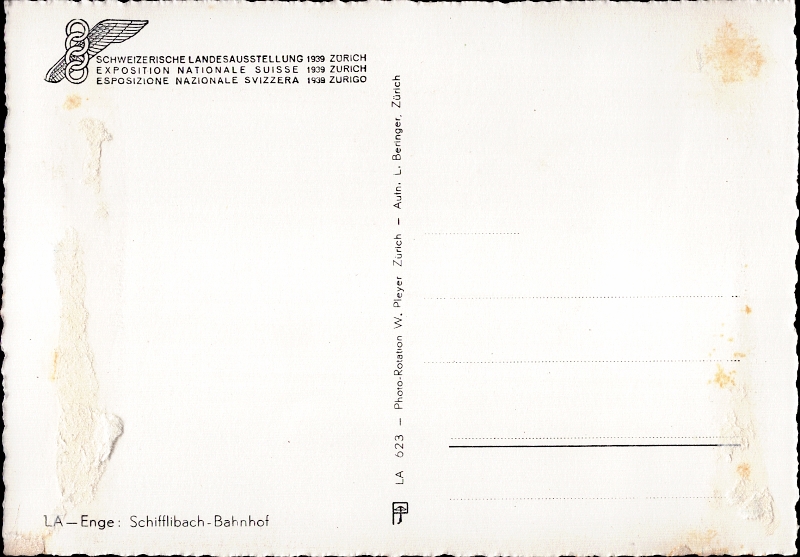 SCHWEIZERISCHE LANDESAUSSTELLUNG 1939 ZÜRICH
EXPOSITION NATIONALE SUISSE 1939 ZURICH
ESPOSIZIONE NAZIONALE SVIZZERA 1939 ZURIGO
LA 623 — Photo-Rotation W. Pleyer Zürich — Aufn. L. Beringer, Zürich
LA—Enge: Schifflibach-Bahnhof